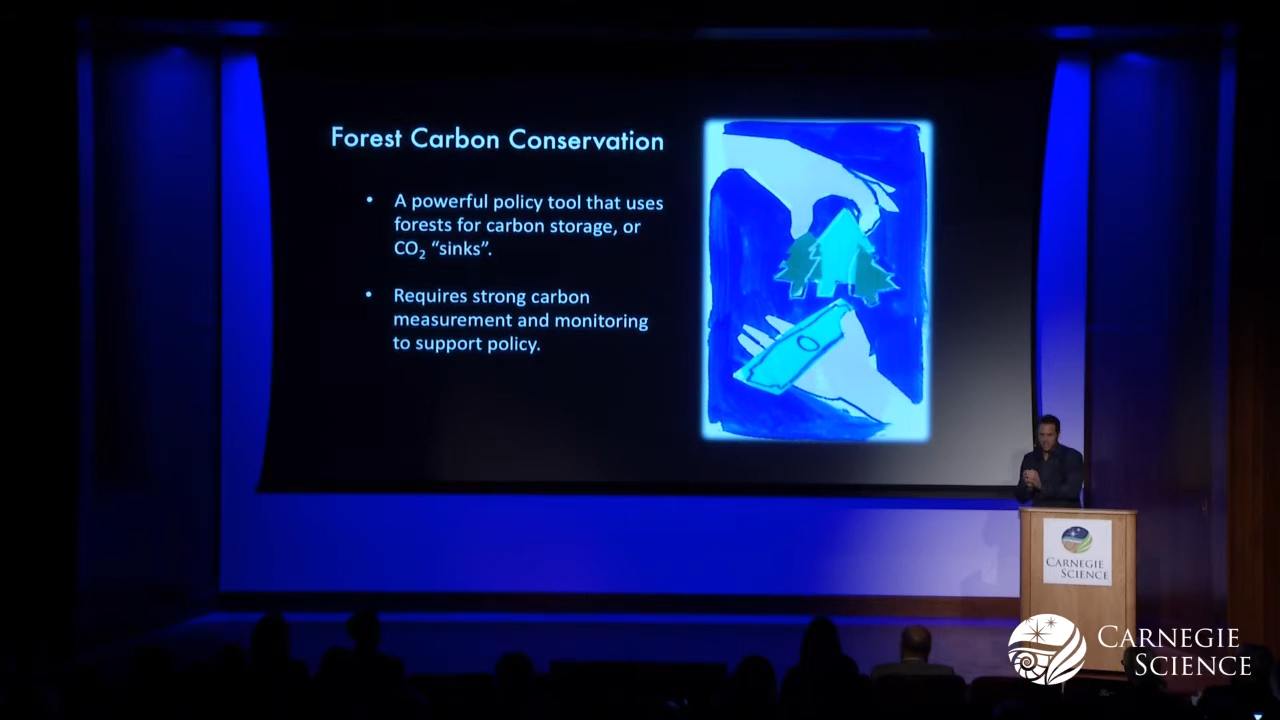 Forest Carbon Conservation
• A powerful policy tool that uses
forests for carbon storage, or
CO₂ “sinks”.
• Requires strong carbon
measurement and monitoring
to support policy.
CARNEGIE
SCIENCE
CARNEGIE
SCIENCE